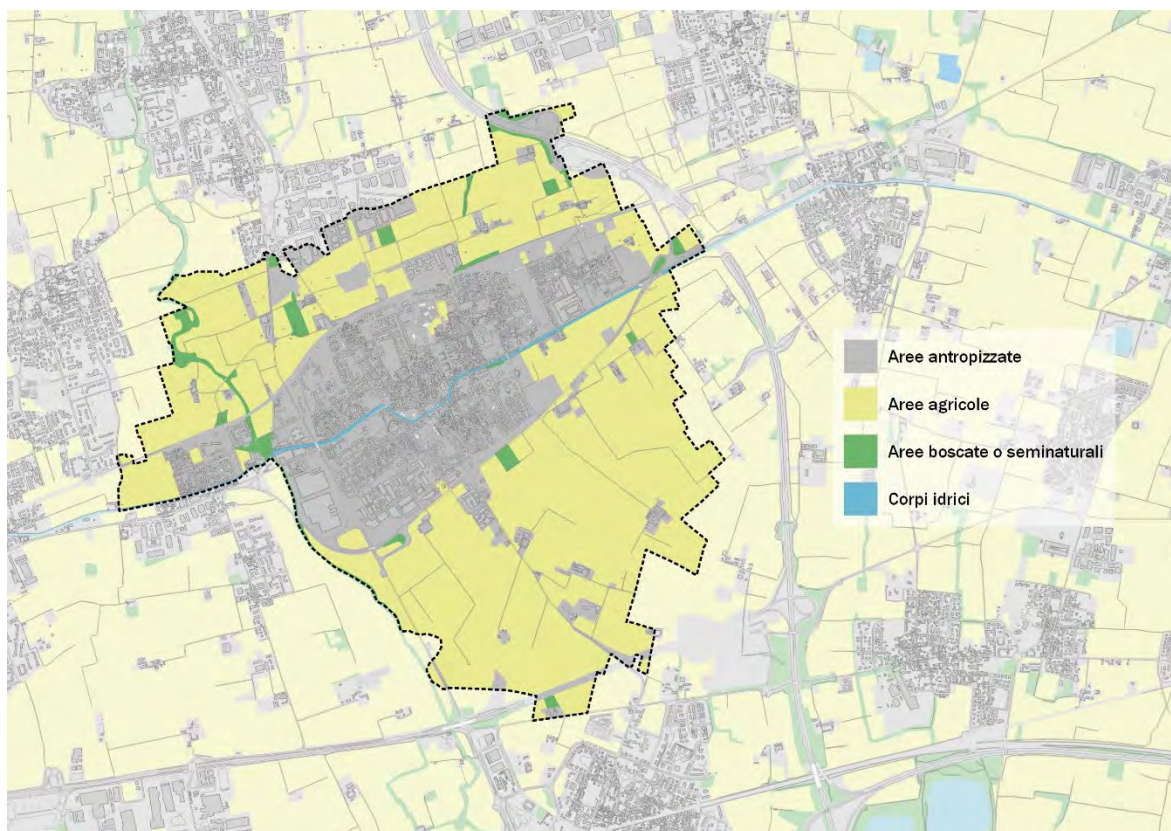 Aree antropizzate
Aree agricole
Aree boscate o seminaturali
Corpi idrici